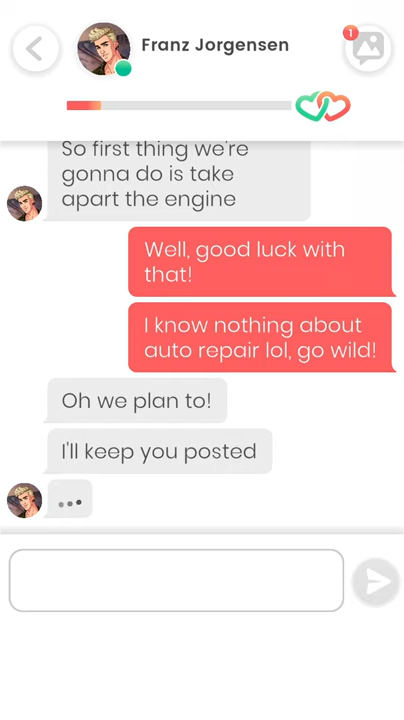 Franz Jorgensen
1
So first thing we're
gonna do is take
apart the engine
Well, good luck with
that!
I know nothing about
auto repair lol, go wild!
Oh we plan to!
I'll keep you posted
...